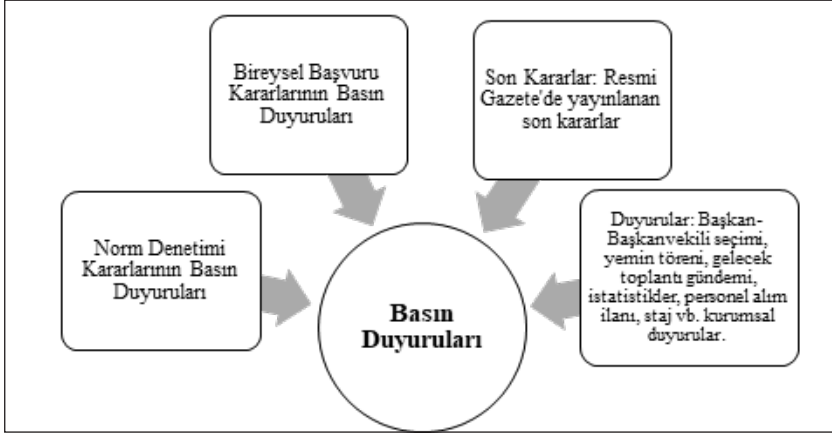 Bireysel Başvuru
Kararlarının Basın
Duyuruları
Son Kararlar: Resmi
Gazete'de yayınlanan
son kararlar
Norm Denetimi
Kararlarının Basın
Duyuruları
Duyurular: Başkan-
Başkanvekili seçimi,
yemin töreni, gelecek
toplantı gündemi,
istatistikler, personel alım
ilanı, staj vb. kurumsal
duyurular.
Basın
Duyuruları